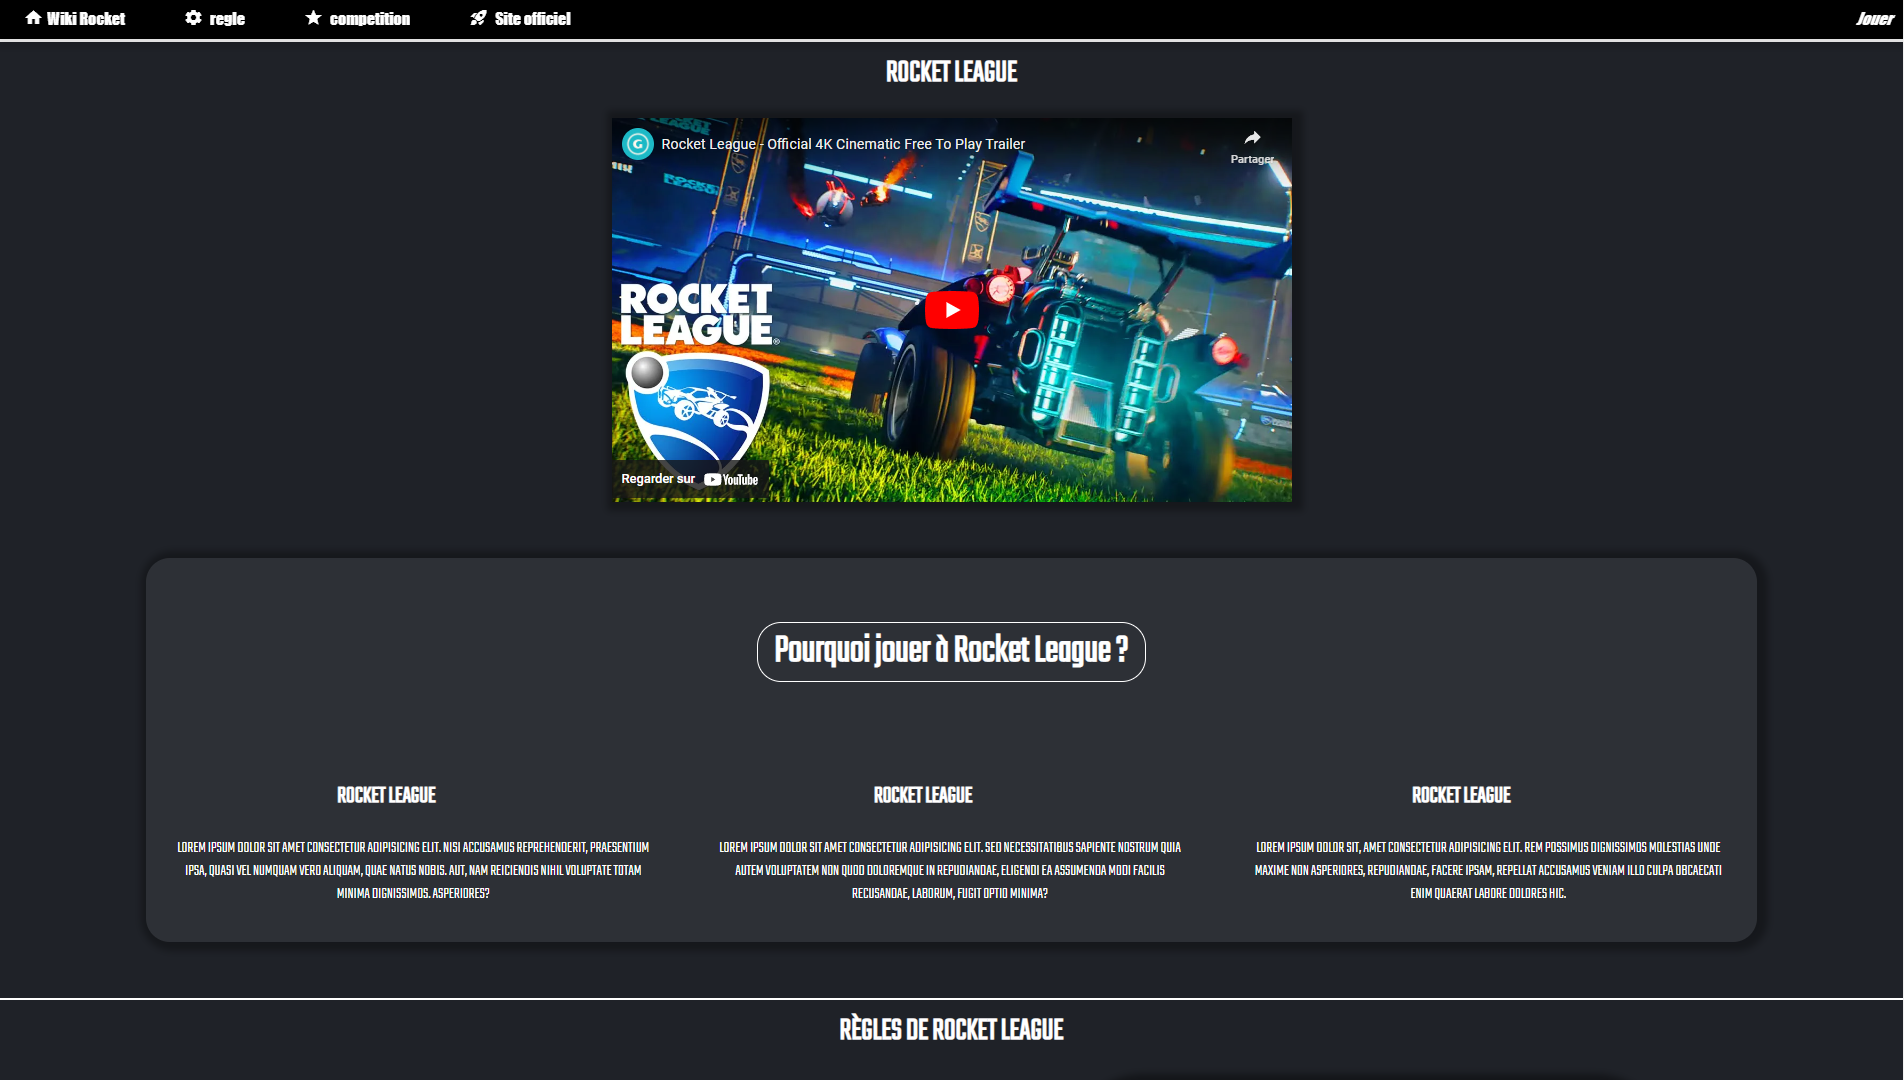 Wiki Rocket regle competition Site officiel Jouer
ROCKET LEAGUE
Rocket League - Official 4K Cinematic Free To Play Trailer
Partager
ROCKET
LEAGUE
ROCKET
LEAGUE®
Regarder sur YouTube
Pourquoi jouer à Rocket League ?
ROCKET LEAGUE
LOREM IPSUM DOLOR SIT AMET CONSECTETUR ADIPISICING ELIT. NISI ACCUSAMUS REPREHENDERIT, PRAESENTIUM
IPSA, QUASI VEL NUMQUAM VERO ALIQUAM, QUAE NATUS NOBIS. AUT, NAM REICIENDIS NIHIL VOLUPTATE TOTAM
MINIMA DIGNISSIMOS. ASPERIORES?
ROCKET LEAGUE
LOREM IPSUM DOLOR SIT AMET CONSECTETUR ADIPISICING ELIT. SED NECESSITATIBUS SAPIENTE NOSTRUM QUIA
AUTEM VOLUPTATEM NON QUOD DOLOREMQUE IN REPUDIANDAE, ELIGENDI EA ASSUMENDA MODI FACILIS
RECUSANDAE, LABORUM, FUGIT OPTIO MINIMA?
ROCKET LEAGUE
LOREM IPSUM DOLOR SIT, AMET CONSECTETUR ADIPISICING ELIT. REM POSSIMUS DIGNISSIMOS MOLESTIAS UNDE
MAXIME NON ASPERIORES, REPUDIANDAE, FACERE IPSAM, REPELLAT ACCUSAMUS VENIAM ILLO CULPA OBCAECATI
ENIM QUAERAT LABORE DOLORES HIC.
RÈGLES DE ROCKET LEAGUE